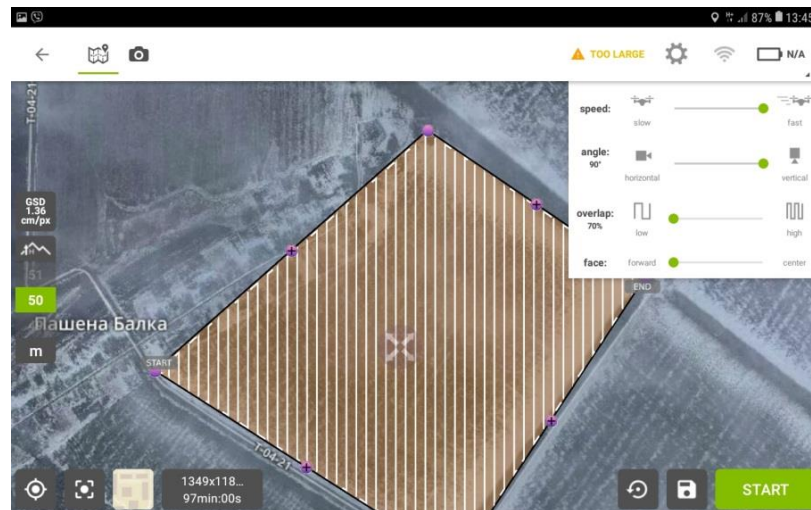 87% 13:45
TOO LARGE
N/A
T-04-21
speed:
slow
fast
angle:
90°
horizontal
vertical
overlap:
70%
low
high
face:
forward
center
GSD
1.36
cm/px
51
50
m
Пашена Балка
START
END
T-04-21
1349x118...
97min:00s
START